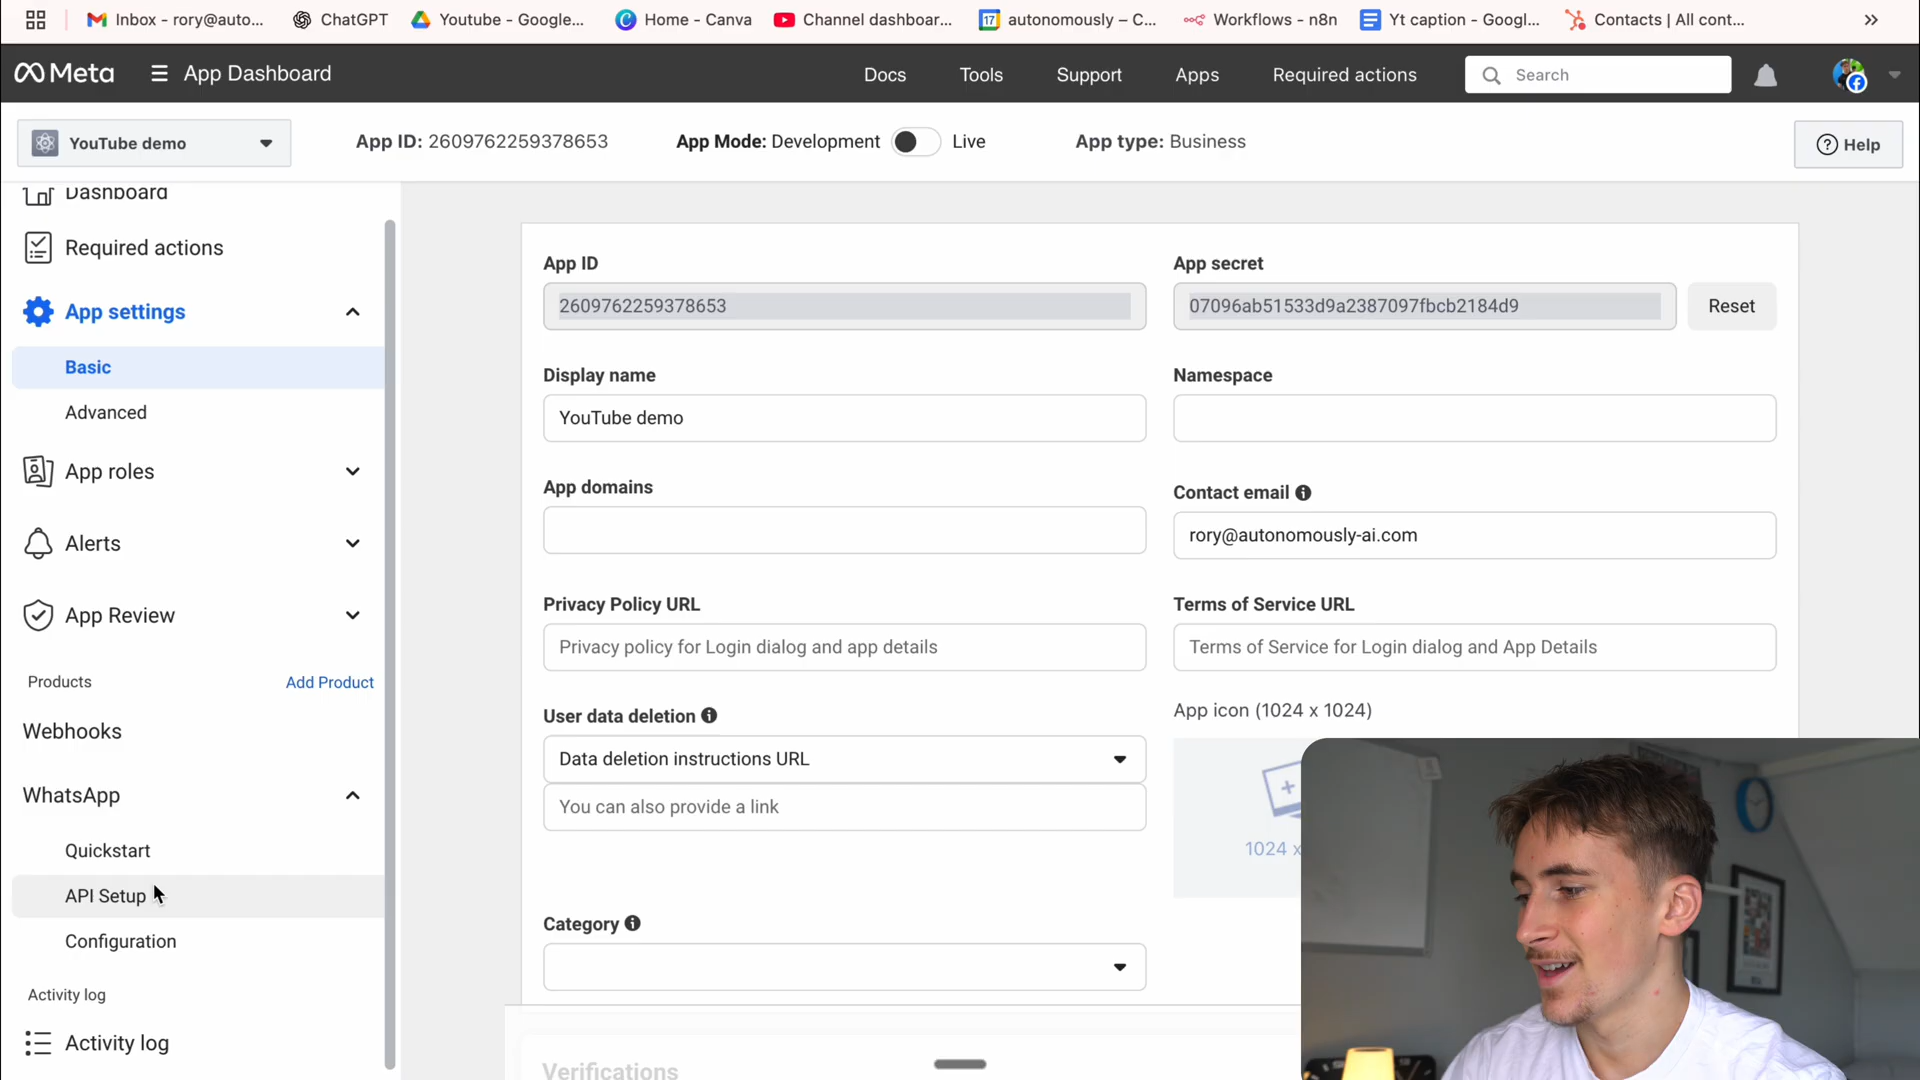 Inbox - rory@auto...
ChatGPT
Youtube - Google...
Home - Canva
Channel dashboar...
17
autonomously – C...
Workflows - n8n
Yt caption - Googl...
Contacts | All cont...
Meta
App Dashboard
Docs
Tools
Support
Apps
Required actions
Search
YouTube demo
App ID: 2609762259378653
App Mode: Development
Live
App type: Business
Help
Dashboard
Required actions
App settings
Basic
Advanced
App roles
Alerts
App Review
Products
Add Product
Webhooks
WhatsApp
Quickstart
API Setup
Configuration
Activity log
Activity log
App ID
2609762259378653
App secret
07096ab51533d9a2387097fbcb2184d9
Reset
Display name
YouTube demo
Namespace
App domains
Contact email
rory@autonomously-ai.com
Privacy Policy URL
Privacy policy for Login dialog and app details
Terms of Service URL
Terms of Service for Login dialog and App Details
User data deletion
Data deletion instructions URL
You can also provide a link
App icon (1024 x 1024)
1024 x
Category
Verifications